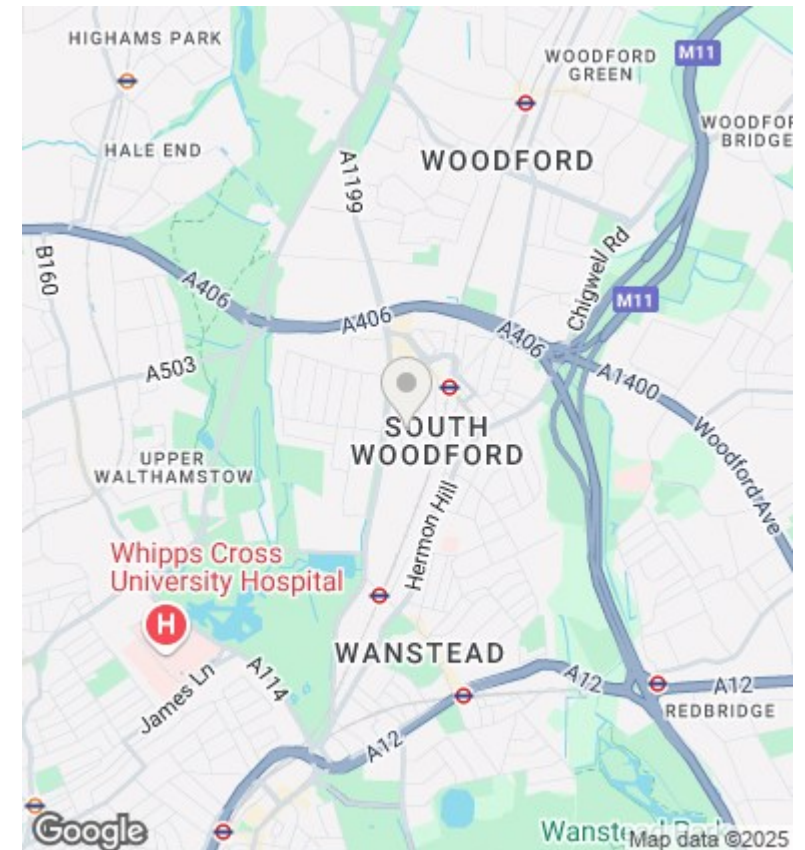 HIGHAMS PARK
WOODFORD
GREEN
M11
WOODFOR
BRIDGE
HALE END
A1199
WOODFORD
B160
A406
Chigwell Rd
M11
A406
A406
A503
A1400
SOUTH
WOODFORD
UPPER
WALTHAMSTOW
Woodford Ave
Hermon Hill
Whipps Cross
University Hospital
H
WANSTEAD
James Ln
A114
A12
A12
REDBRIDGE
A12
Google
Wanstead Park
Map data ©2025